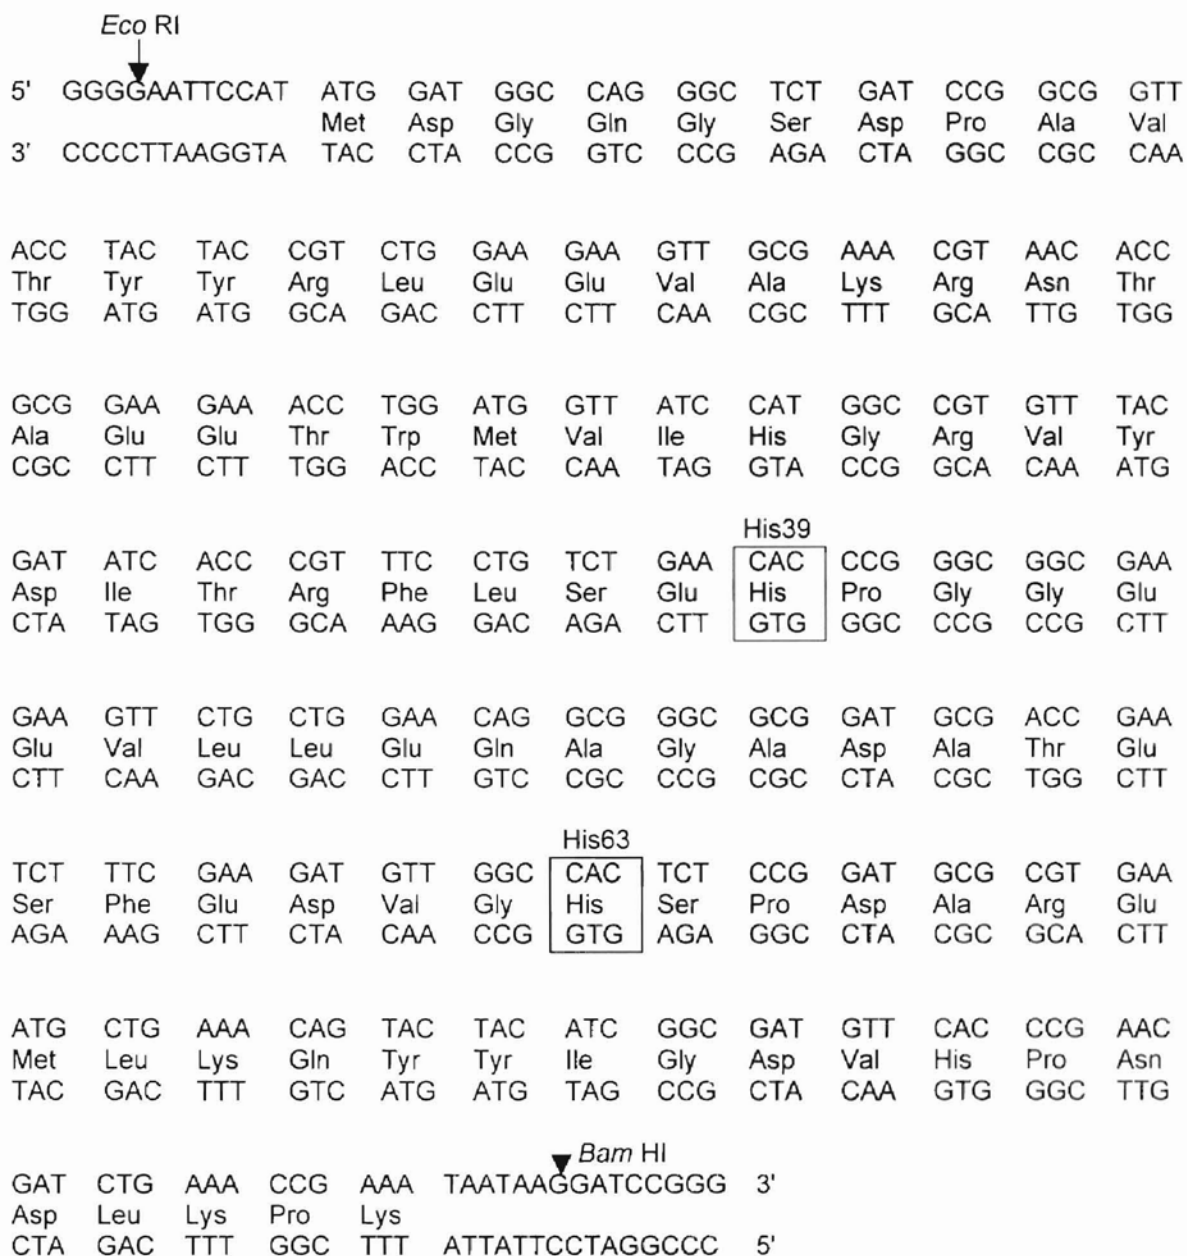 Eco RI
5' GGGGAATTCCAT ATG GAT GGC CAG GGC TCT GAT CCG GCG GTT
Met Asp Gly Gln Gly Ser Asp Pro Ala Val
3' CCCCTTAAGGTA TAC CTA CCG GTC CCG AGA CTA GGC CGC CAA
ACC TAC TAC CGT CTG GAA GAA GTT GCG AAA CGT AAC ACC
Thr Tyr Tyr Arg Leu Glu Glu Val Ala Lys Arg Asn Thr
TGG ATG ATG GCA GAC CTT CTT CAA CGC TTT GCA TTG TGG
GCG GAA GAA ACC TGG ATG GTT ATC CAT GGC CGT GTT TAC
Ala Glu Glu Thr Trp Met Val Ile His Gly Arg Val Tyr
CGC CTT CTT TGG ACC TAC CAA TAG GTA CCG GCA CAA ATG
His39
GAT ATC ACC CGT TTC CTG TCT GAA CAC CCG GGC GGC GAA
Asp Ile Thr Arg Phe Leu Ser Glu His Pro Gly Gly Glu
CTA TAG TGG GCA AAG GAC AGA CTT GTG GGC CCG CCG CTT
GAA GTT CTG CTG GAA CAG GCG GGC GCG GAT GCG ACC GAA
Glu Val Leu Leu Glu Gln Ala Gly Ala Asp Ala Thr Glu
CTT CAA GAC GAC CTT GTC CGC CCG CGC CTA CGC TGG CTT
His63
TCT TTC GAA GAT GTT GGC CAC TCT CCG GAT GCG CGT GAA
Ser Phe Glu Asp Val Gly His Ser Pro Asp Ala Arg Glu
AGA AAG CTT CTA CAA CCG GTG AGA GGC CTA CGC GCA CTT
ATG CTG AAA CAG TAC TAC ATC GGC GAT GTT CAC CCG AAC
Met Leu Lys Gln Tyr Tyr Ile Gly Asp Val His Pro Asn
TAC GAC TTT GTC ATG ATG TAG CCG CTA CAA GTG GGC TTG
Bam HI
GAT CTG AAA CCG AAA TAATAAGGATCCGGG 3'
Asp Leu Lys Pro Lys
CTA GAC TTT GGC TTT ATTATTCCTAGGCCC 5'